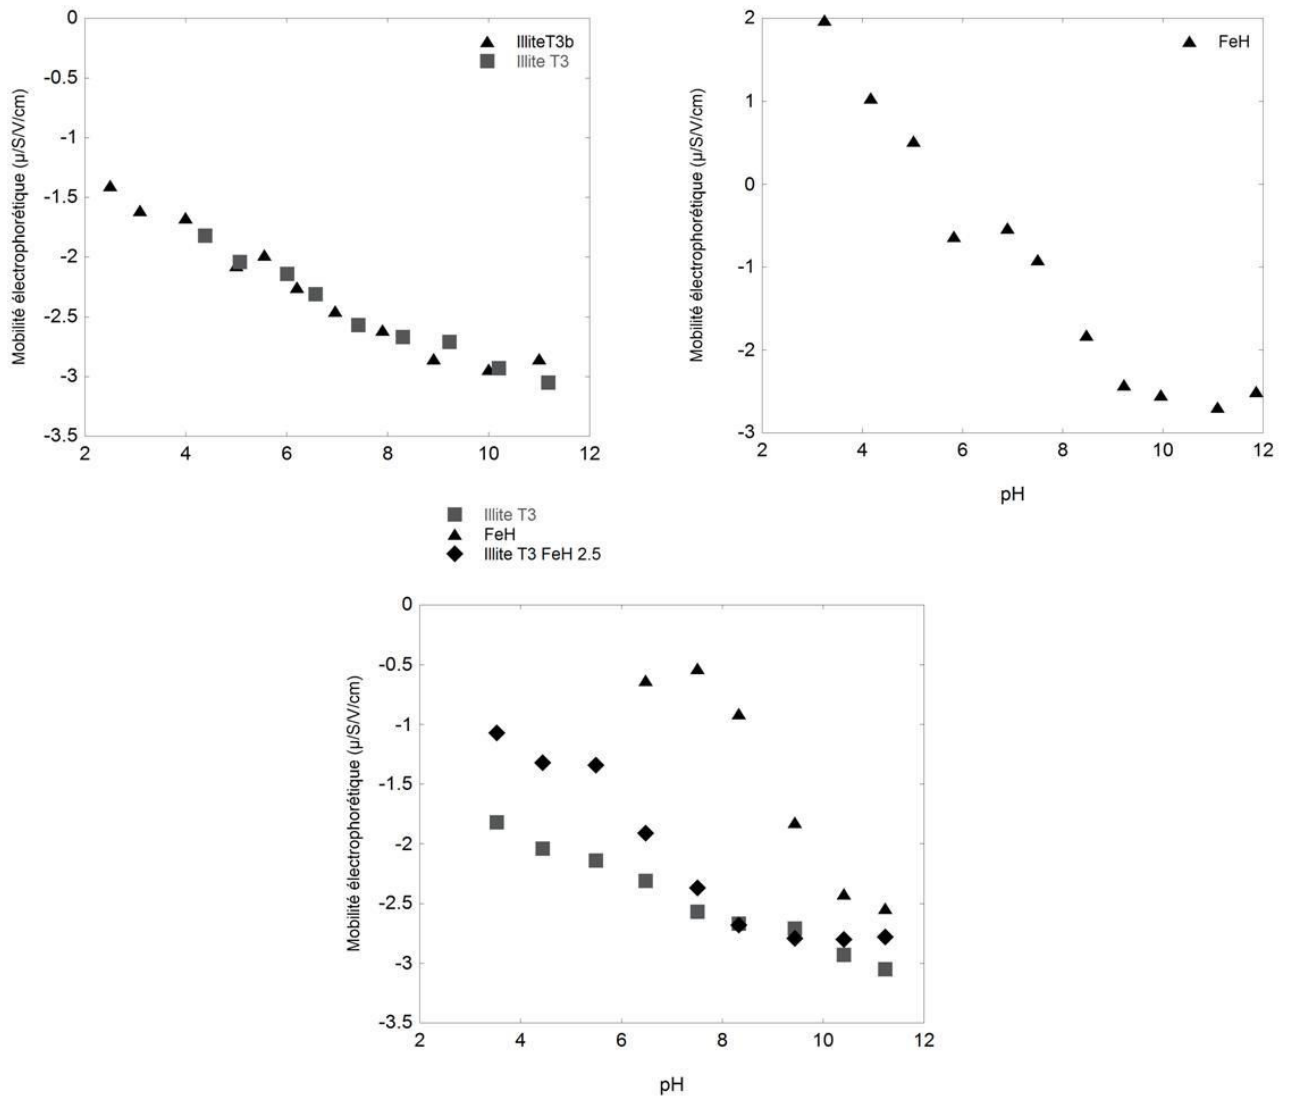 IlliteT3b
Illite T3
Mobilité électrophorétique (µ/S/V/cm)
0
-0.5
-1
-1.5
-2
-2.5
-3
-3.5
2 4 6 8 10 12
FeH
Mobilité électrophorétique (µ/S/V/cm)
2
1
0
-1
-2
-3
2 4 6 8 10 12
pH
Illite T3
FeH
Illite T3 FeH 2.5
Mobilité électrophorétique (µ/S/V/cm)
0
-0.5
-1
-1.5
-2
-2.5
-3
-3.5
2 4 6 8 10 12
pH